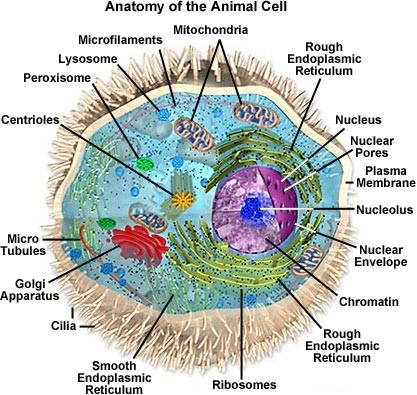 Anatomy of the Animal Cell
Mitochondria
Microfilaments
Lysosome
Peroxisome
Centrioles
Rough
Endoplasmic
Reticulum
Nucleus
Nuclear
Pores
Plasma
Membrane
Nucleolus
Nuclear
Envelope
Chromatin
Rough
Endoplasmic
Reticulum
Ribosomes
Smooth
Endoplasmic
Reticulum
Cilia
Golgi
Apparatus
Micro
Tubules